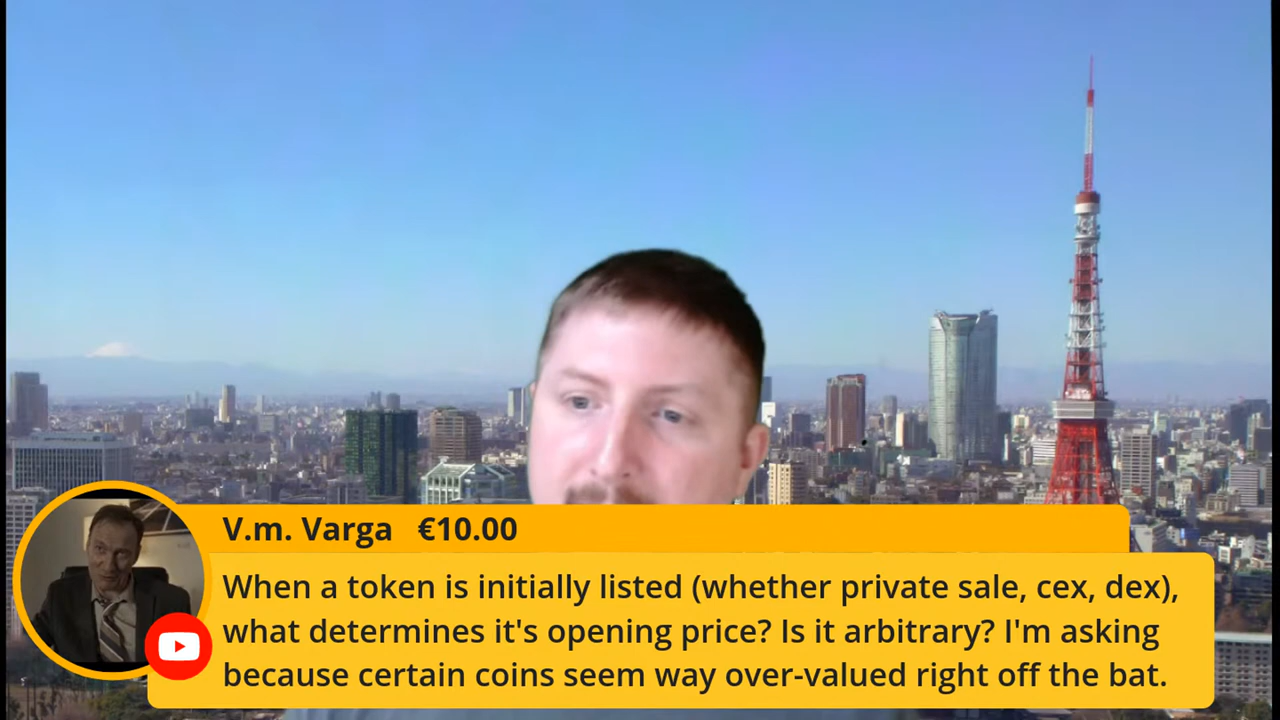 V.m. Varga €10.00
When a token is initially listed (whether private sale, cex, dex),
what determines it's opening price? Is it arbitrary? I'm asking
because certain coins seem way over-valued right off the bat.